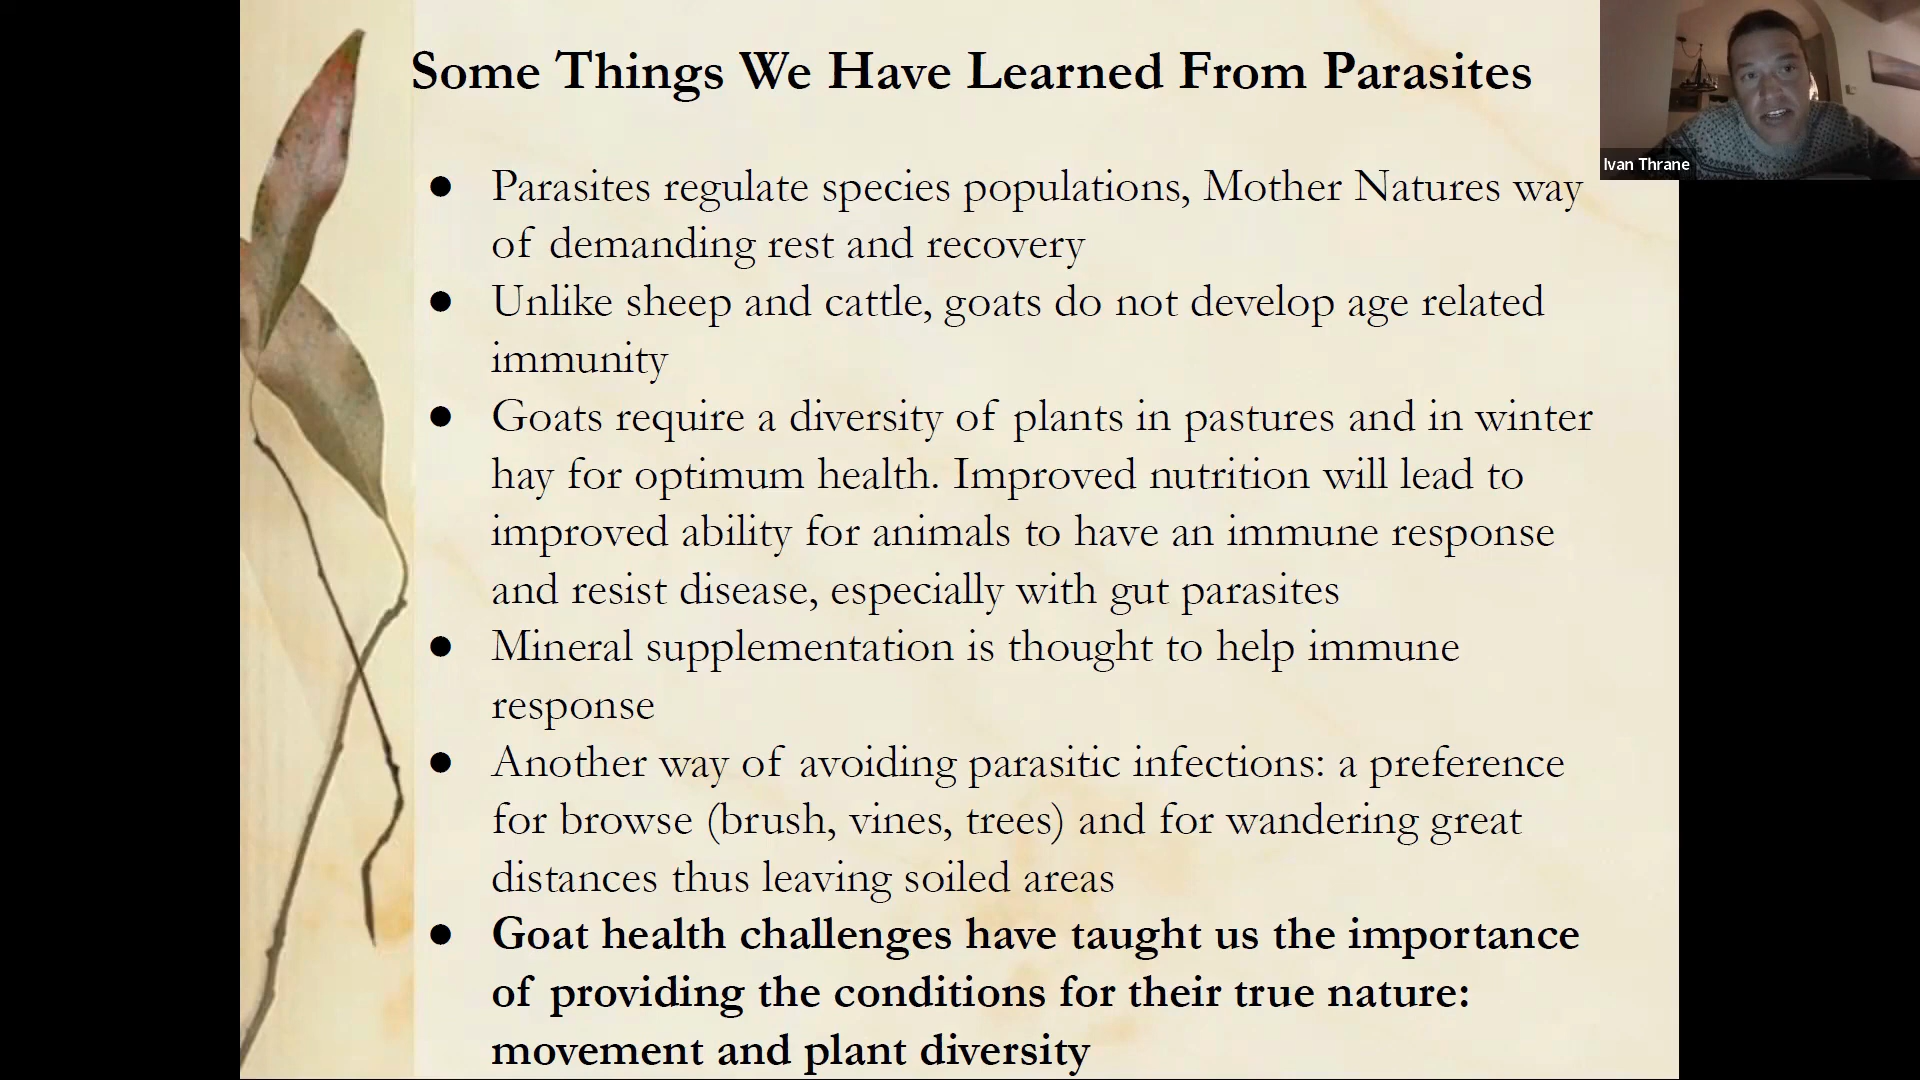 Some Things We Have Learned From Parasites
Ivan Thrane
● Parasites regulate species populations, Mother Natures way
of demanding rest and recovery
● Unlike sheep and cattle, goats do not develop age related
immunity
● Goats require a diversity of plants in pastures and in winter
hay for optimum health. Improved nutrition will lead to
improved ability for animals to have an immune response
and resist disease, especially with gut parasites
● Mineral supplementation is thought to help immune
response
● Another way of avoiding parasitic infections: a preference
for browse (brush, vines, trees) and for wandering great
distances thus leaving soiled areas
● Goat health challenges have taught us the importance
of providing the conditions for their true nature:
movement and plant diversity